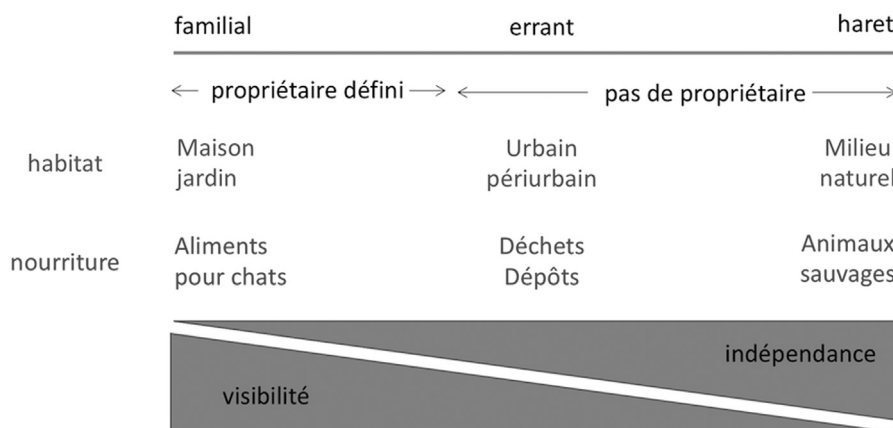 familial errant haret
propriétaire défini pas de propriétaire
habitat Maison Urbain Milieu
jardin périurbain naturel
nourriture Aliments Déchets Animaux
pour chats Dépôts sauvages
indépendance
visibilité